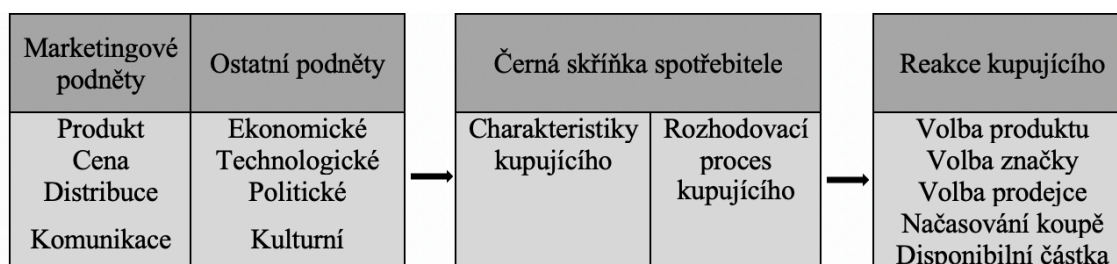 Marketingové
podněty
Ostatní podněty
Černá skříňka spotřebitele
Reakce kupujícího
Produkt
Cena
Distribuce
Komunikace
Ekonomické
Technologické
Politické
Kulturní
Charakteristiky
kupujícího
Rozhodovací
proces
kupujícího
Volba produktu
Volba značky
Volba prodejce
Načasování koupě
Disponibilní částka